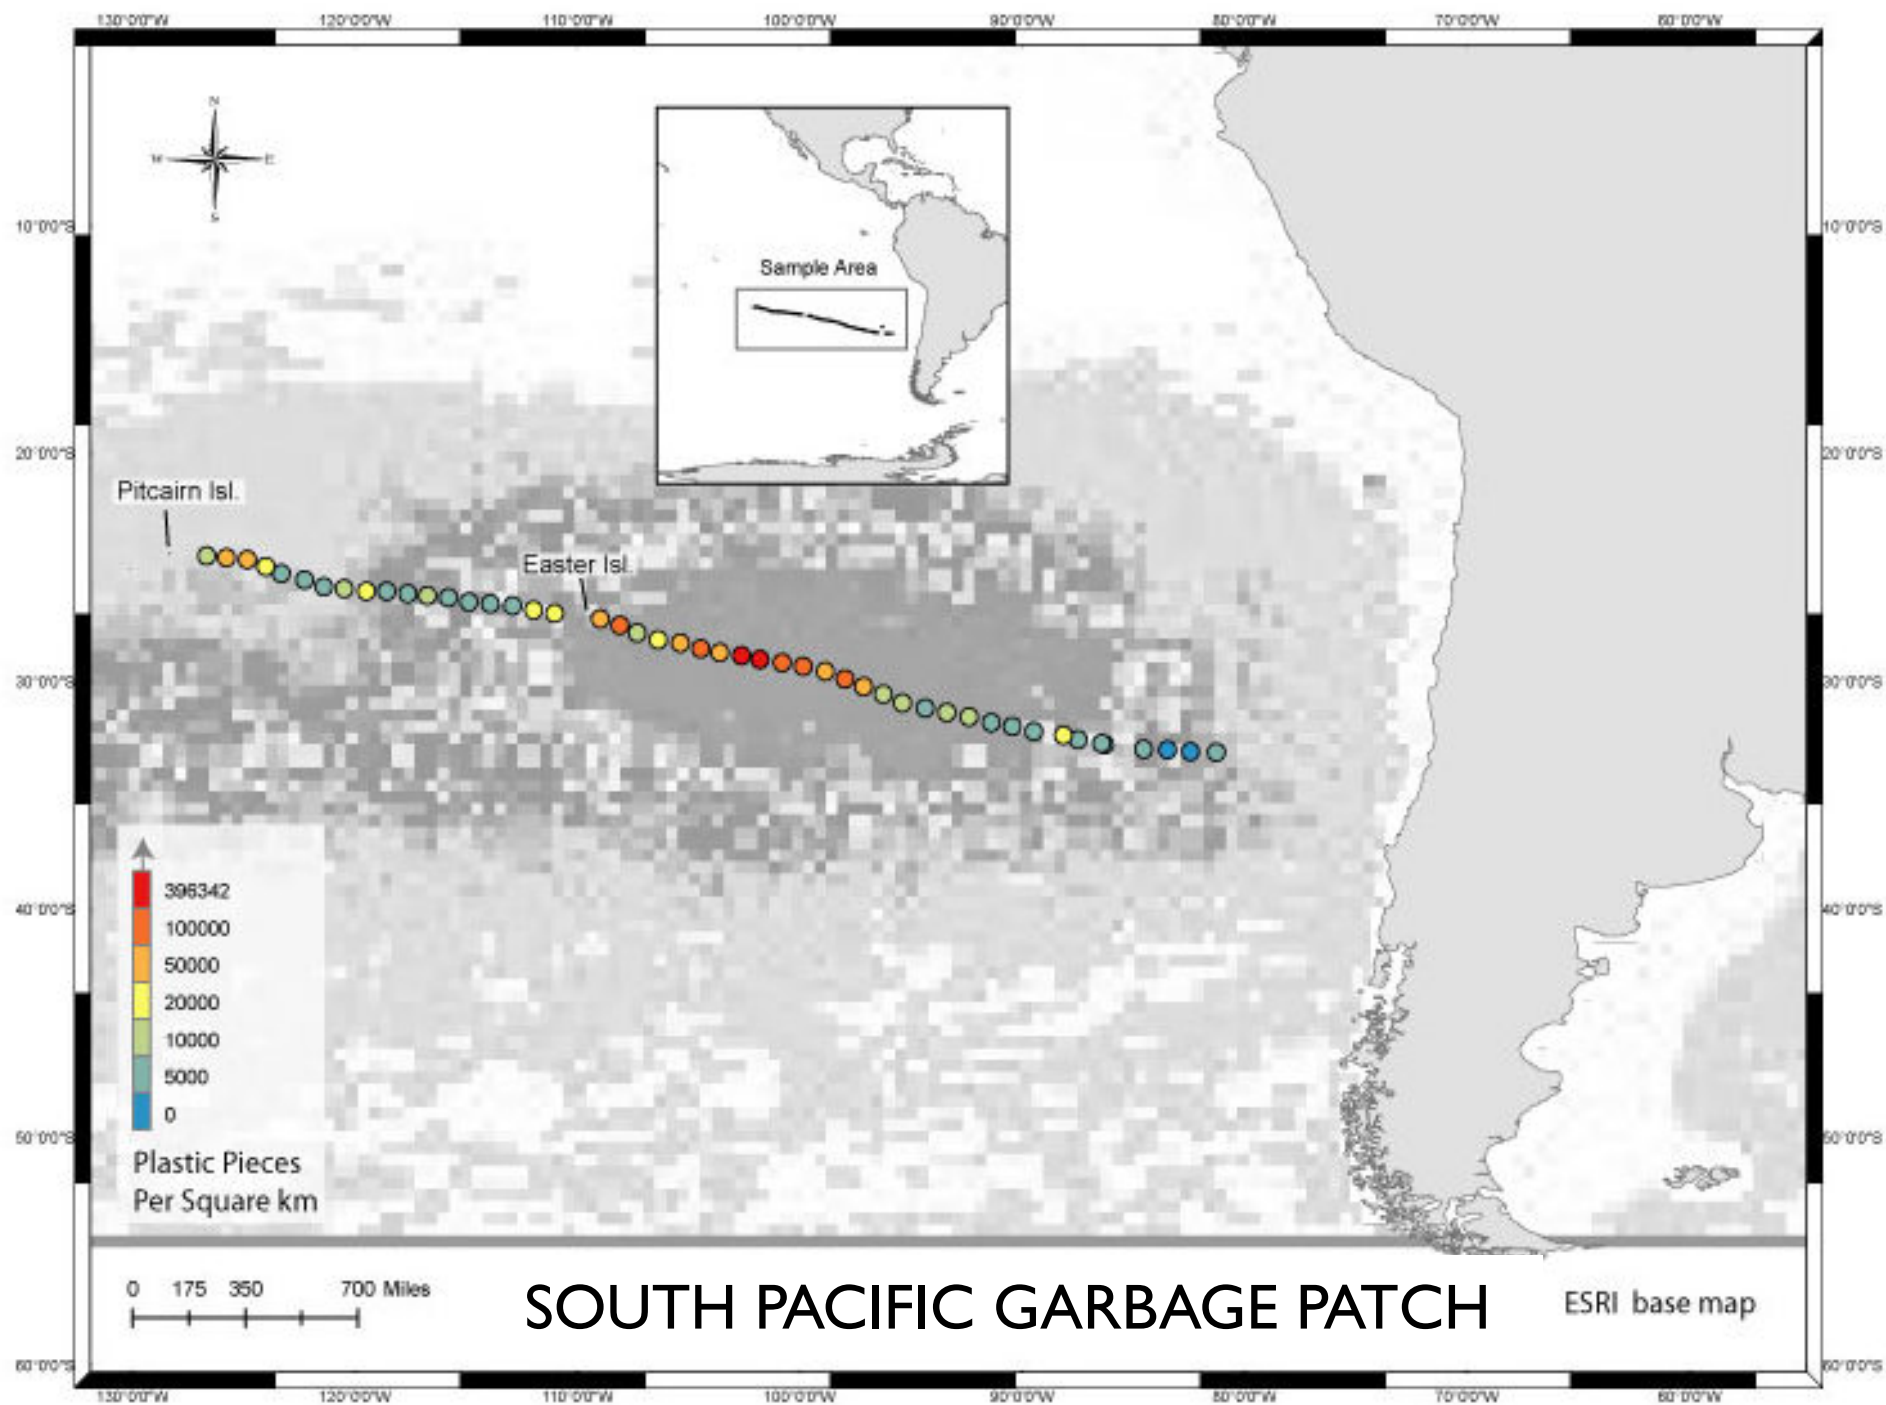 130°0'0"W 120°0'0"W 110°0'0"W 100°0'0"W 90°0'0"W 80°0'0"W 70°0'0"W 60°0'0"W
N
W E
S
10°0'0"S 10°0'0"S
Sample Area
20°0'0"S 20°0'0"S
Pitcairn Isl.
Easter Isl.
30°0'0"S 30°0'0"S
396342
40°0'0"S 40°0'0"S
100000
50000
20000
10000
5000
0
50°0'0"S 50°0'0"S
Plastic Pieces
Per Square km
0 175 350 700 Miles
SOUTH PACIFIC GARBAGE PATCH
ESRI base map
60°0'0"S 60°0'0"S
130°0'0"W 120°0'0"W 110°0'0"W 100°0'0"W 90°0'0"W 80°0'0"W 70°0'0"W 60°0'0"W